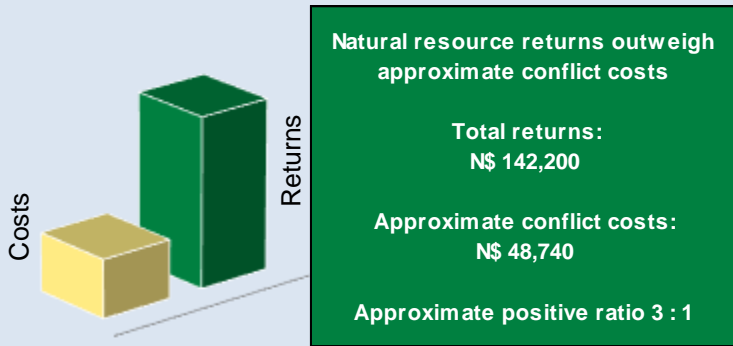 Costs
Returns
Natural resource returns outweigh
approximate conflict costs
Total returns:
N$ 142,200
Approximate conflict costs:
N$ 48,740
Approximate positive ratio 3 : 1